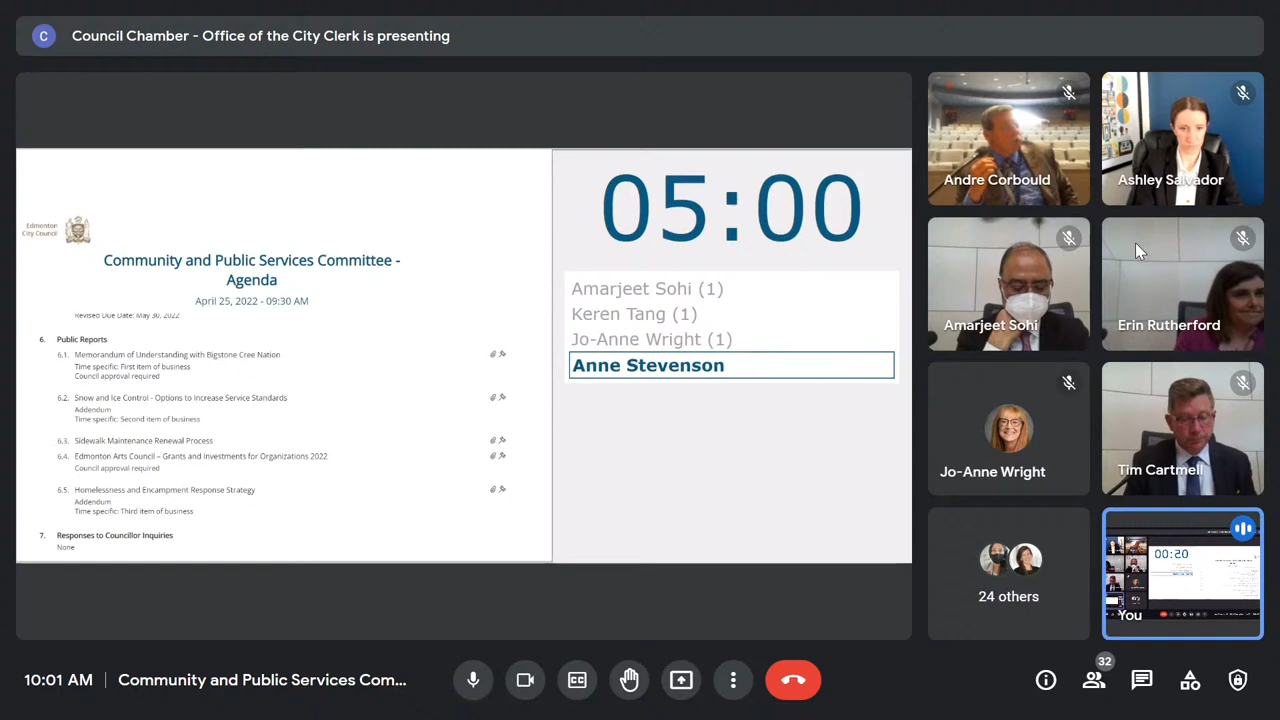 C Council Chamber - Office of the City Clerk is presenting
Edmonton
City Council
Community and Public Services Committee -
Agenda
April 25, 2022 - 09:30 AM
Revised Due Date: May 30, 2022
6. Public Reports
6.1. Memorandum of Understanding with Bigstone Cree Nation
Time specific: First item of business
Council approval required
6.2. Snow and Ice Control - Options to Increase Service Standards
Addendum
Time specific: Second item of business
6.3. Sidewalk Maintenance Renewal Process
6.4. Edmonton Arts Council – Grants and Investments for Organizations 2022
Council approval required
6.5. Homelessness and Encampment Response Strategy
Addendum
Time specific: Third item of business
7. Responses to Councillor Inquiries
None
05:00
Amarjeet Sohi (1)
Keren Tang (1)
Jo-Anne Wright (1)
Anne Stevenson
Andre Corbould
Ashley Salvador
Amarjeet Sohi
Erin Rutherford
Jo-Anne Wright
Tim Cartmell
24 others
00:50
You
10:01 AM | Community and Public Services Com...
32